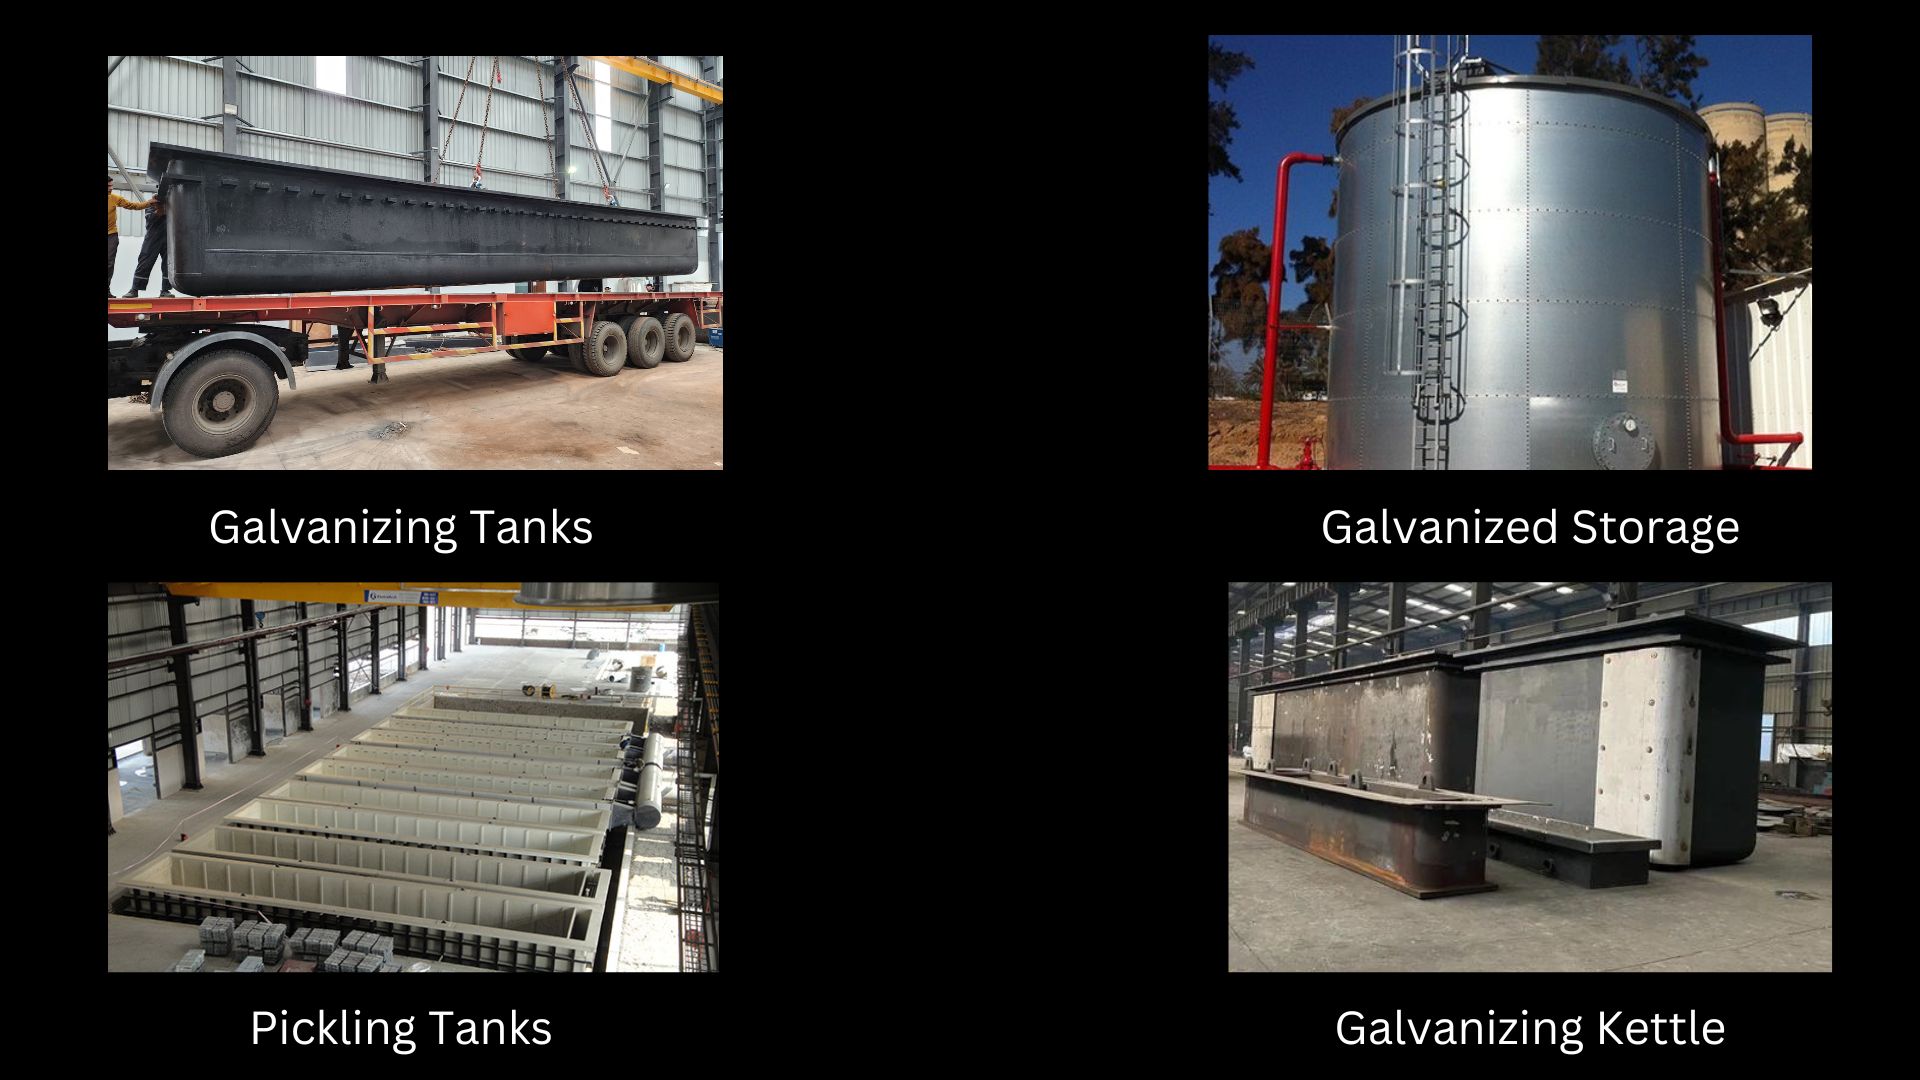 Galvanizing Tanks
Galvanized Storage
Pickling Tanks
Galvanizing Kettle